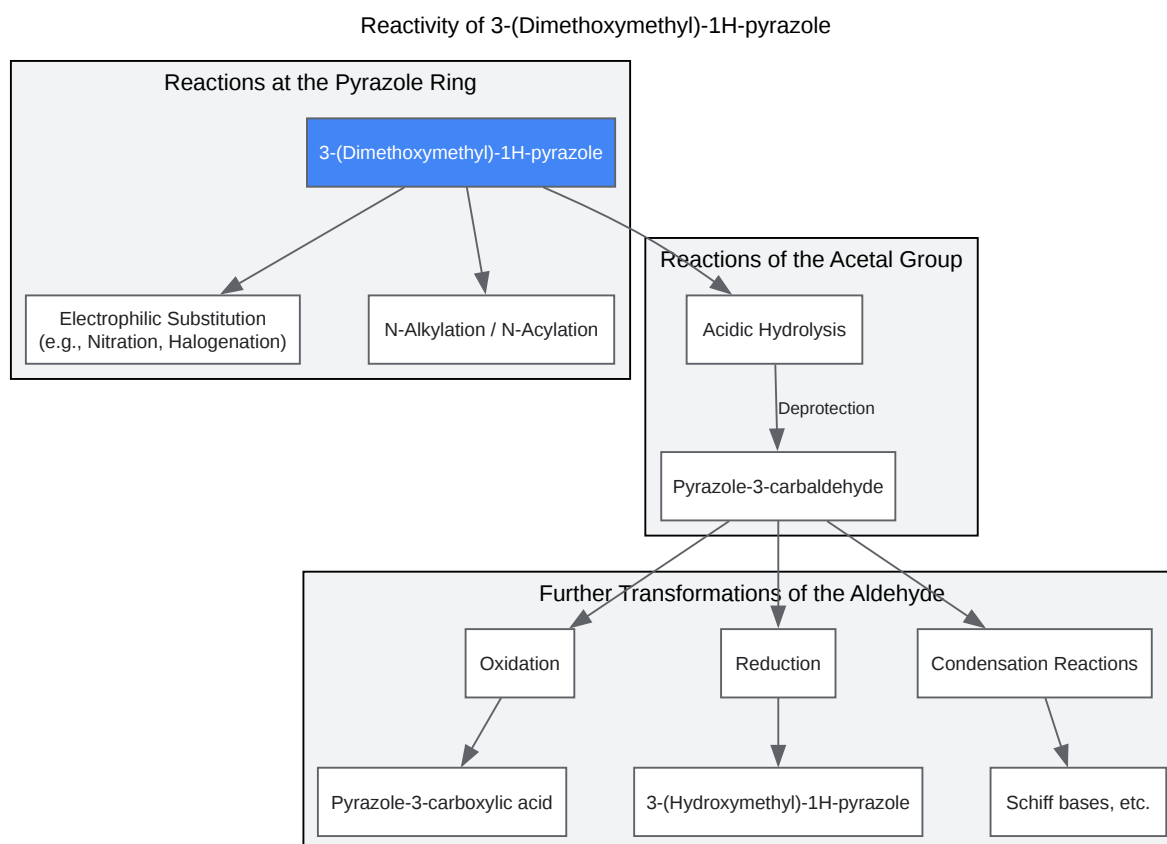 Reactivity of 3-(Dimethoxymethyl)-1H-pyrazole
Reactions at the Pyrazole Ring
3-(Dimethoxymethyl)-1H-pyrazole
Reactions of the Acetal Group
Electrophilic Substitution
(e.g., Nitration, Halogenation)
N-Alkylation / N-Acylation
Acidic Hydrolysis
Deprotection
Pyrazole-3-carbaldehyde
Further Transformations of the Aldehyde
Oxidation
Reduction
Condensation Reactions
Pyrazole-3-carboxylic acid
3-(Hydroxymethyl)-1H-pyrazole
Schiff bases, etc.